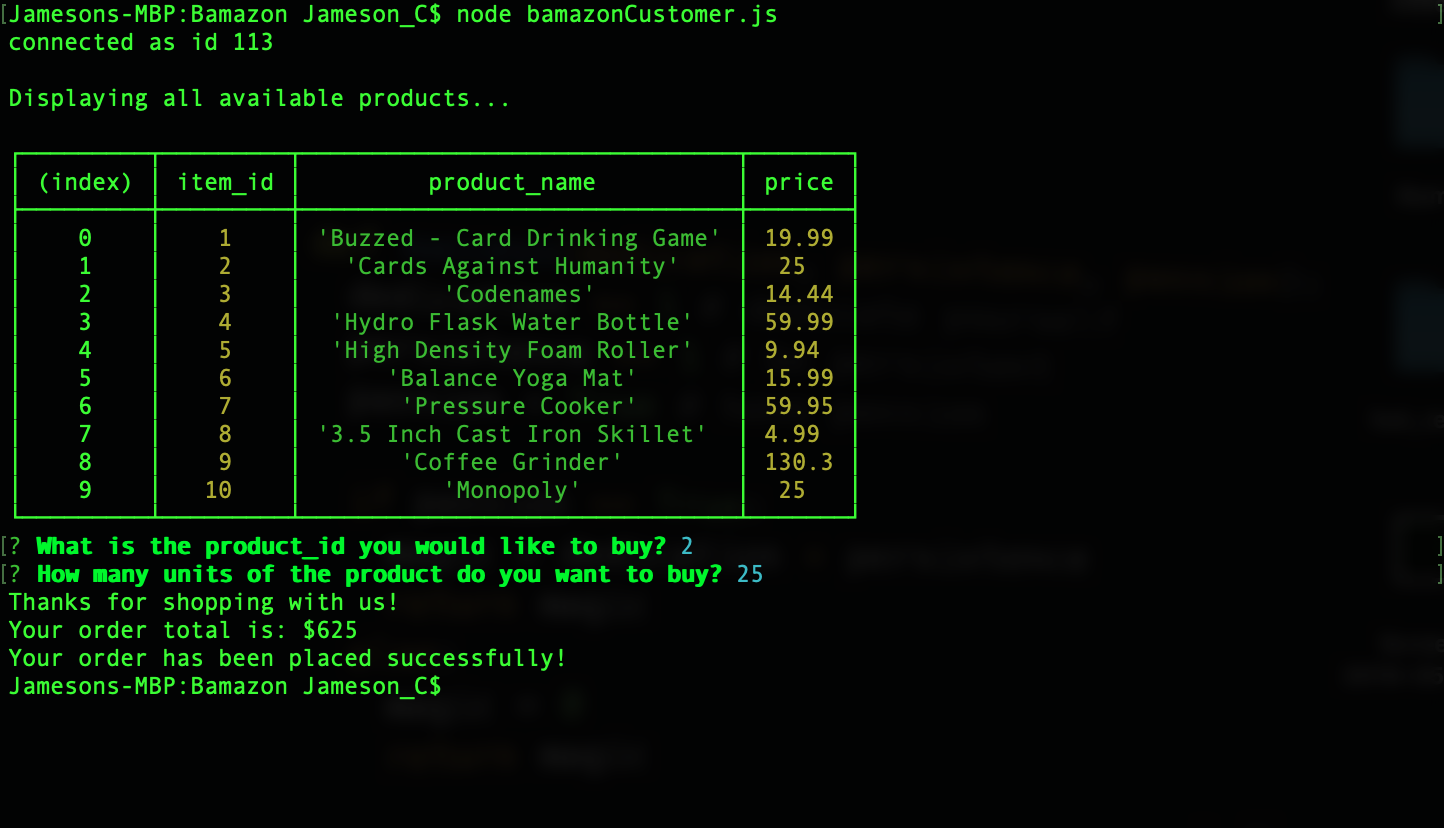 [Jamesons-MBP:Bamazon Jameson_C$ node bamazonCustomer.js ]
connected as id 113
Displaying all available products...
(index) item_id product_name price
0 1 'Buzzed - Card Drinking Game' 19.99
1 2 'Cards Against Humanity' 25
2 3 'Codenames' 14.44
3 4 'Hydro Flask Water Bottle' 59.99
4 5 'High Density Foam Roller' 9.94
5 6 'Balance Yoga Mat' 15.99
6 7 'Pressure Cooker' 59.95
7 8 '3.5 Inch Cast Iron Skillet' 4.99
8 9 'Coffee Grinder' 130.3
9 10 'Monopoly' 25
[? What is the product_id you would like to buy? 2 ]
[? How many units of the product do you want to buy? 25 ]
Thanks for shopping with us!
Your order total is: $625
Your order has been placed successfully!
Jamesons-MBP:Bamazon Jameson_C$